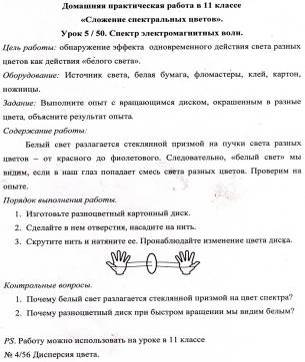 Домашняя практическая работа в 11 классе
«Сложение спектральных цветов».
Урок 5 / 50. Спектр электромагнитных волн.
Цель работы: обнаружение эффекта одновременного действия света разных
цветов как действия «белого света».
Оборудование: Источник света, белая бумага, фломастеры, клей, картон,
ножницы.
Задание: Выполните опыт с вращающимся диском, окрашенным в разные
цвета, объясните результат опыта.
Содержание работы:
Белый свет разлагается стеклянной призмой на пучки света разных
цветов – от красного до фиолетового. Следовательно, «белый свет» мы
видим, если в наш глаз попадает смесь света разных цветов. Проверим на
опыте.
Порядок выполнения работы.
1. Изготовьте разноцветный картонный диск.
2. Сделайте в нем отверстия, насадите на нить.
3. Скрутите нить и натяните ее. Пронаблюдайте изменение цвета диска.
Контрольные вопросы.
1. Почему белый свет разлагается стеклянной призмой на цвет спектра?
2. Почему разноцветный диск при быстром вращении мы видим белым?
PS. Работу можно использовать на уроке в 11 классе
№ 4/56 Дисперсия цвета.